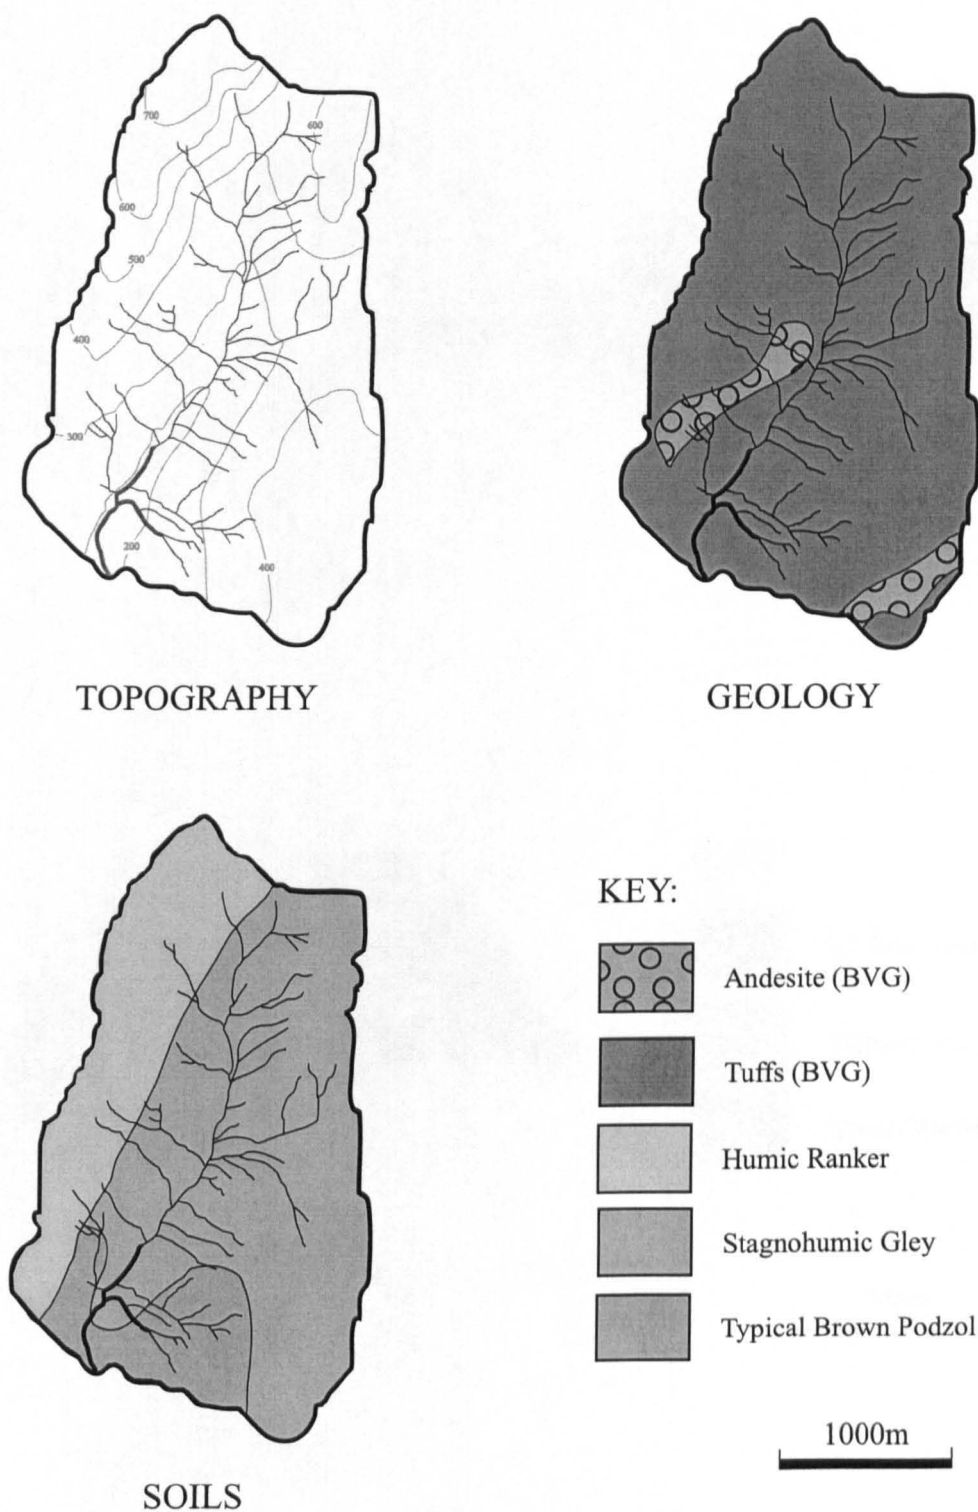 700
600
600
500
400
300
200
400
TOPOGRAPHY
GEOLOGY
KEY:
Andesite (BVG)
Tuffs (BVG)
Humic Ranker
Stagnohumic Gley
Typical Brown Podzol
1000m
SOILS